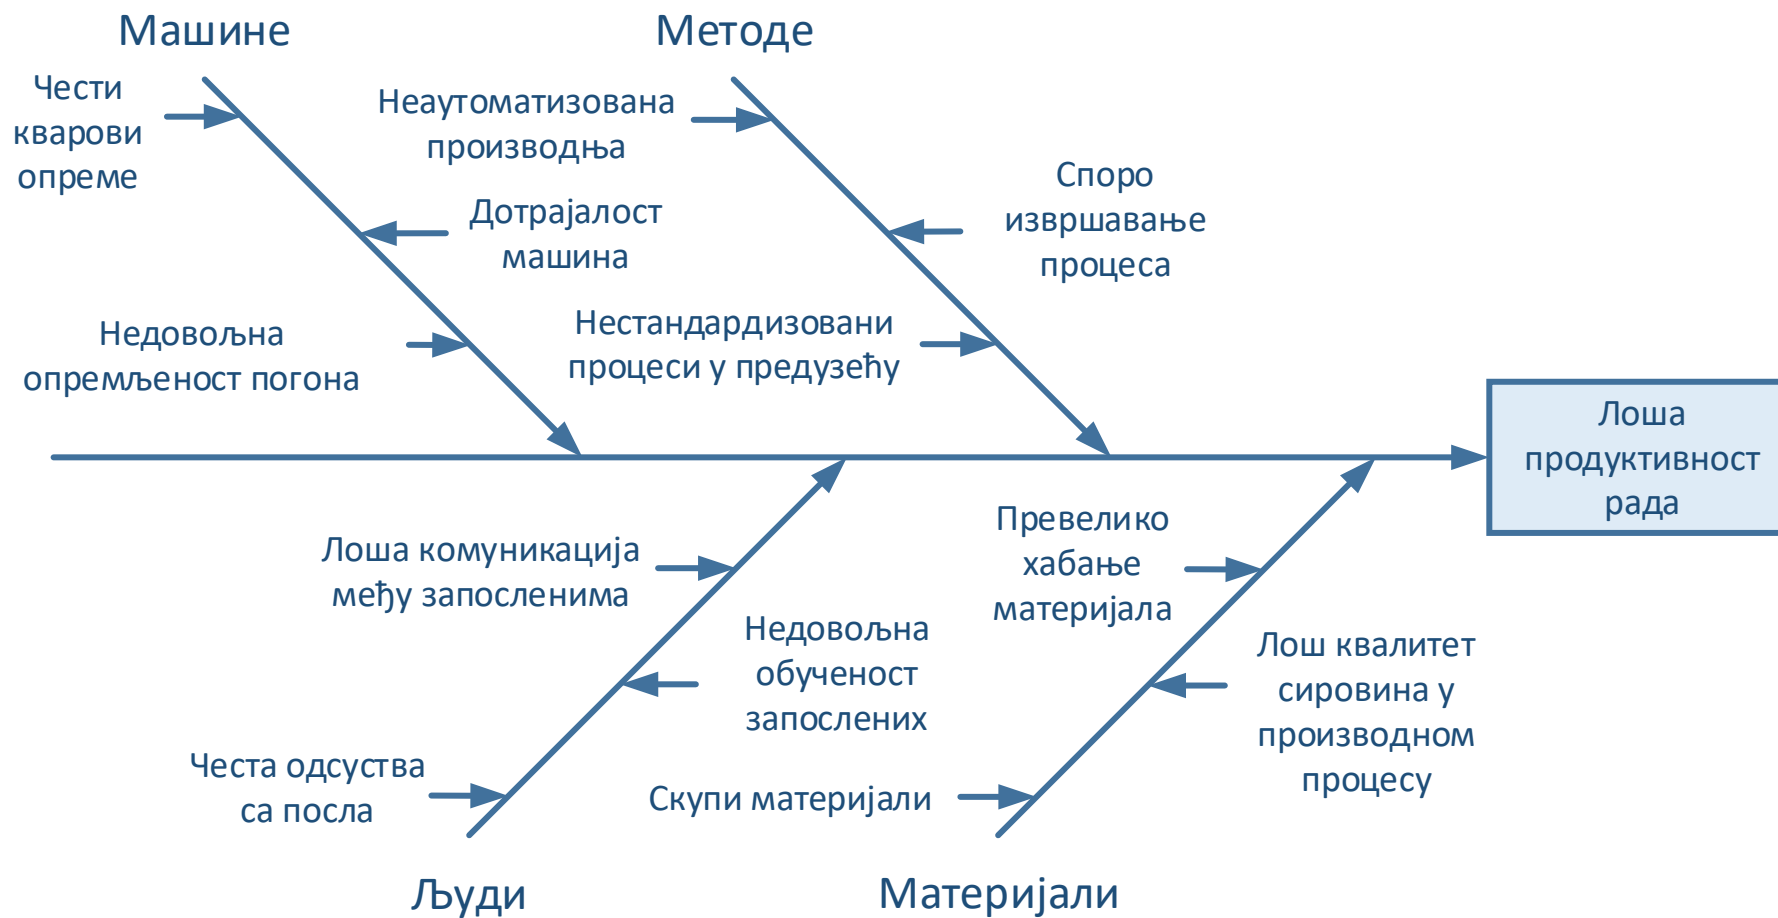 Машине
Методе
Чести
кварови
опреме
Неаутоматизована
производња
Дотрајалост
машина
Споро
извршавање
процеса
Недовољна
опремљеност погона
Нестандардизовани
процеси у предузећу
Лоша
продуктивност
рада
Лоша комуникација
међу запосленима
Превелико
хабање
материјала
Недовољна
обученост
запослених
Лош квалитет
сировина у
производном
процесу
Честа одсуства
са посла
Скупи материјали
Људи
Материјали